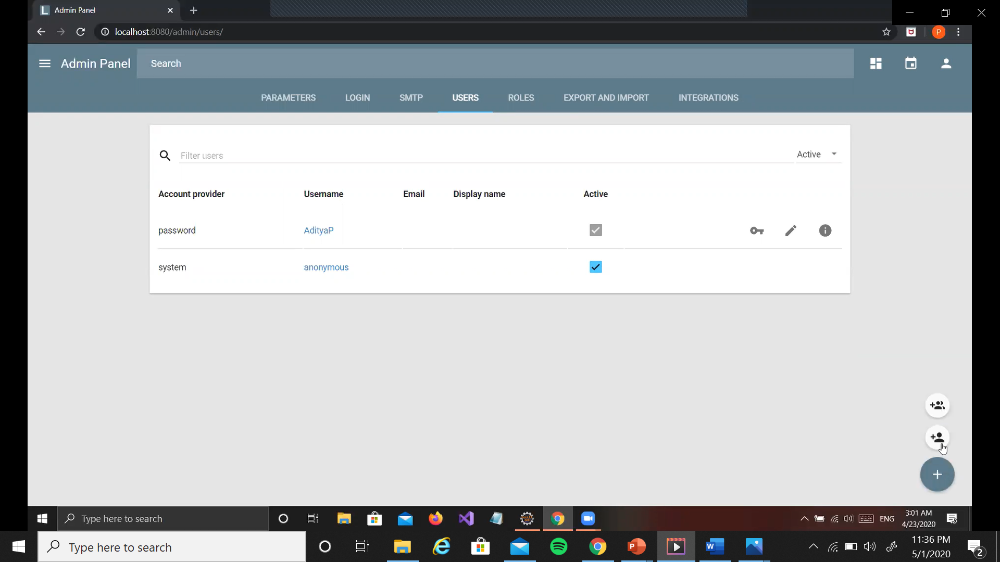 Admin Panel
localhost:8080/admin/users/
P
Admin Panel
Search
PARAMETERS LOGIN SMTP USERS ROLES EXPORT AND IMPORT INTEGRATIONS
Filter users
Active
Account provider Username Email Display name Active
password AdityaP
system anonymous
Type here to search
ENG
3:01 AM
4/23/2020
Type here to search
11:36 PM
5/1/2020
2